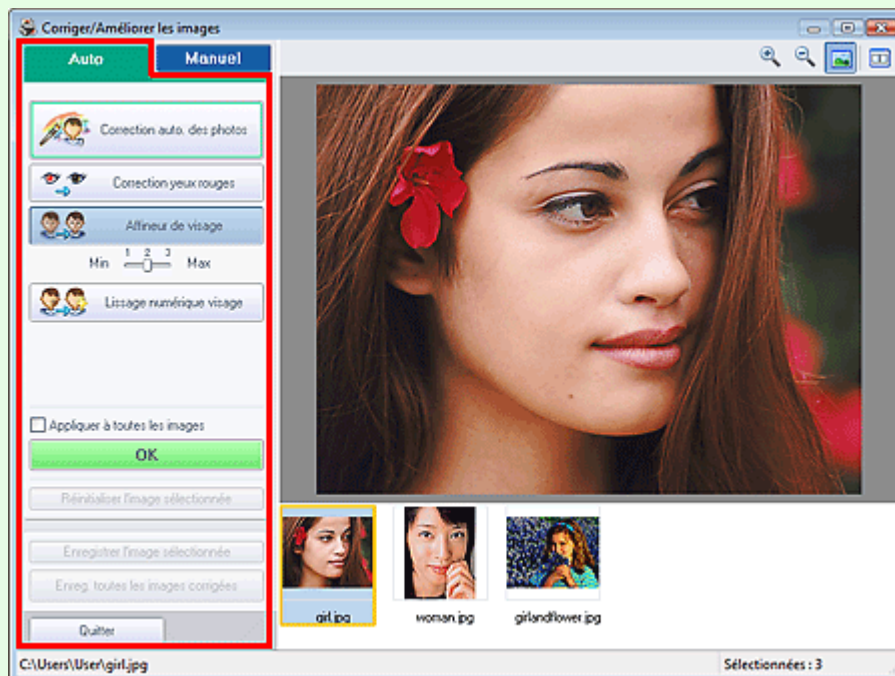 Corriger/Améliorer les images
Auto
Manuel
Correction auto. des photos
Correction yeux rouges
Affineur de visage
1 2 3
Min Max
Lissage numérique visage
Appliquer à toutes les images
OK
Réinitialiser l'image sélectionnée
Enregistrer l'image sélectionnée
Enreg. toutes les images corrigées
Quitter
girl.jpg
woman.jpg
girlandflower.jpg
C:\Users\User\girl.jpg
Sélectionnées : 3